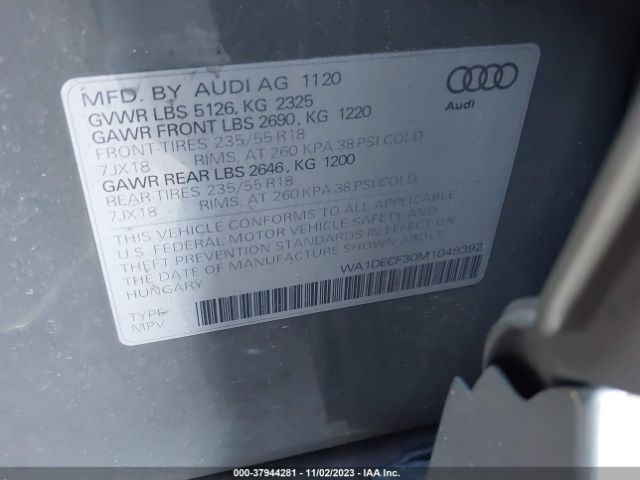 MFD. BY AUDI AG 1120
GVWR LBS 5126, KG 2325
GAWR FRONT LBS 2690, KG 1220
FRONT-TIRES 235/55 R18
7JX18 RIMS, AT 260 KPA 38 PSI COLD
GAWR REAR LBS 2646, KG 1200
REAR-TIRES 235/55 R18
7JX18 RIMS, AT 260 KPA 38 PSI COLD
THIS VEHICLE CONFORMS TO ALL APPLICABLE
U.S. FEDERAL MOTOR VEHICLE SAFETY AND
THEFT PREVENTION STANDARDS IN EFFECT ON
THE DATE OF MANUFACTURE SHOWN ABOVE
HUNGARY
WA1DECF30M1049392
TYPE
MPV
Audi
000-37944281 - 11/02/2023 - IAA Inc.